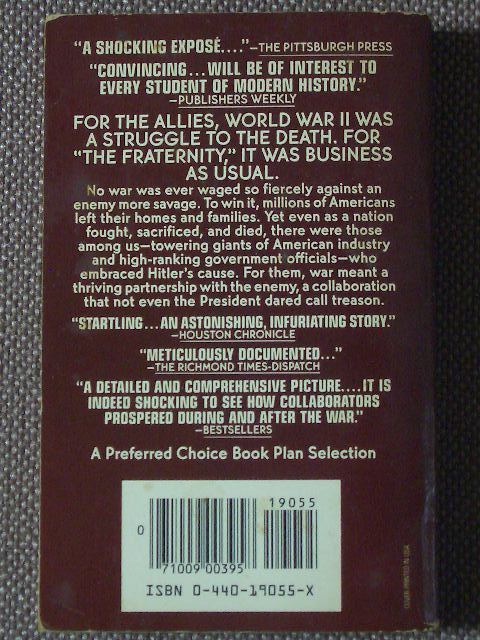 "A SHOCKING EXPOSÉ...."—THE PITTSBURGH PRESS
"CONVINCING...WILL BE OF INTEREST TO
EVERY STUDENT OF MODERN HISTORY."
—PUBLISHERS WEEKLY
FOR THE ALLIES, WORLD WAR II WAS
A STRUGGLE TO THE DEATH. FOR
"THE FRATERNITY," IT WAS BUSINESS
AS USUAL.
No war was ever waged so fiercely against an
enemy more savage. To win it, millions of Americans
left their homes and families. Yet even as a nation
fought, sacrificed, and died, there were those
among us—towering giants of American industry
and high-ranking government officials—who
embraced Hitler's cause. For them, war meant a
thriving partnership with the enemy, a collaboration
that not even the President dared call treason.
"STARTLING...AN ASTONISHING, INFURIATING STORY."
—HOUSTON CHRONICLE
"METICULOUSLY DOCUMENTED..."
—THE RICHMOND TIMES-DISPATCH
"A DETAILED AND COMPREHENSIVE PICTURE....IT IS
INDEED SHOCKING TO SEE HOW COLLABORATORS
PROSPERED DURING AND AFTER THE WAR."
—BESTSELLERS
A Preferred Choice Book Plan Selection
19055
0
71009 00395
ISBN 0-440-19055-X
COVER PRINTED IN USA